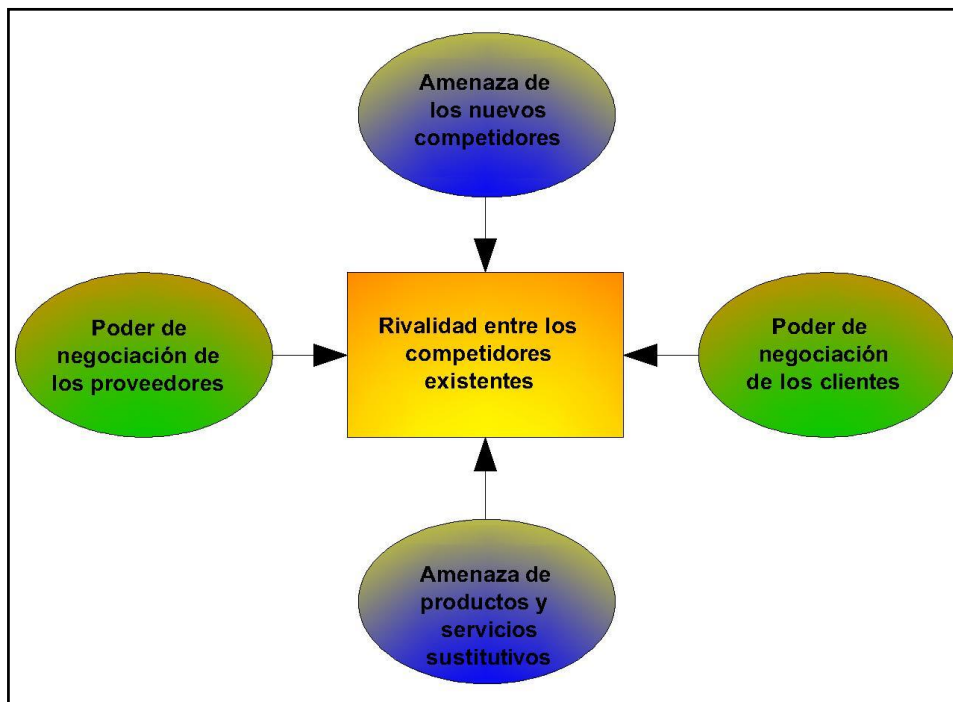 Amenaza de
los nuevos
competidores
Poder de
negociación de
los proveedores
Rivalidad entre los
competidores
existentes
Poder de
negociación
de los clientes
Amenaza de
productos y
servicios
sustitutivos